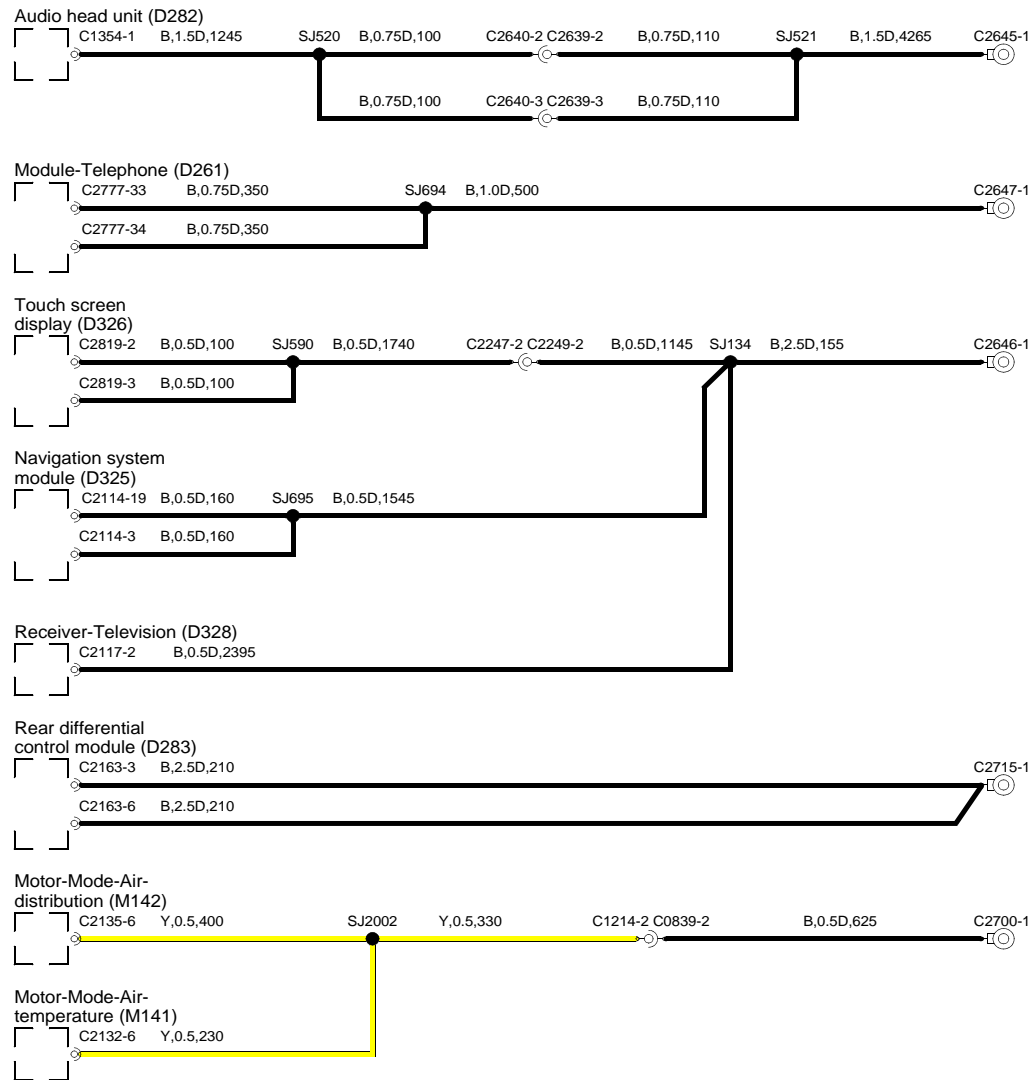 Audio head unit (D282)
C1354-1 B,1.5D,1245 SJ520 B,0.75D,100 C2640-2 C2639-2 B,0.75D,110 SJ521 B,1.5D,4265 C2645-1
B,0.75D,100 C2640-3 C2639-3 B,0.75D,110
Module-Telephone (D261)
C2777-33 B,0.75D,350 SJ694 B,1.0D,500 C2647-1
C2777-34 B,0.75D,350
Touch screen
display (D326)
C2819-2 B,0.5D,100 SJ590 B,0.5D,1740 C2247-2 C2249-2 B,0.5D,1145 SJ134 B,2.5D,155 C2646-1
C2819-3 B,0.5D,100
Navigation system
module (D325)
C2114-19 B,0.5D,160 SJ695 B,0.5D,1545
C2114-3 B,0.5D,160
Receiver-Television (D328)
C2117-2 B,0.5D,2395
Rear differential
control module (D283)
C2163-3 B,2.5D,210 C2715-1
C2163-6 B,2.5D,210
Motor-Mode-Air-
distribution (M142)
C2135-6 Y,0.5,400 SJ2002 Y,0.5,330 C1214-2 C0839-2 B,0.5D,625 C2700-1
Motor-Mode-Air-
temperature (M141)
C2132-6 Y,0.5,230